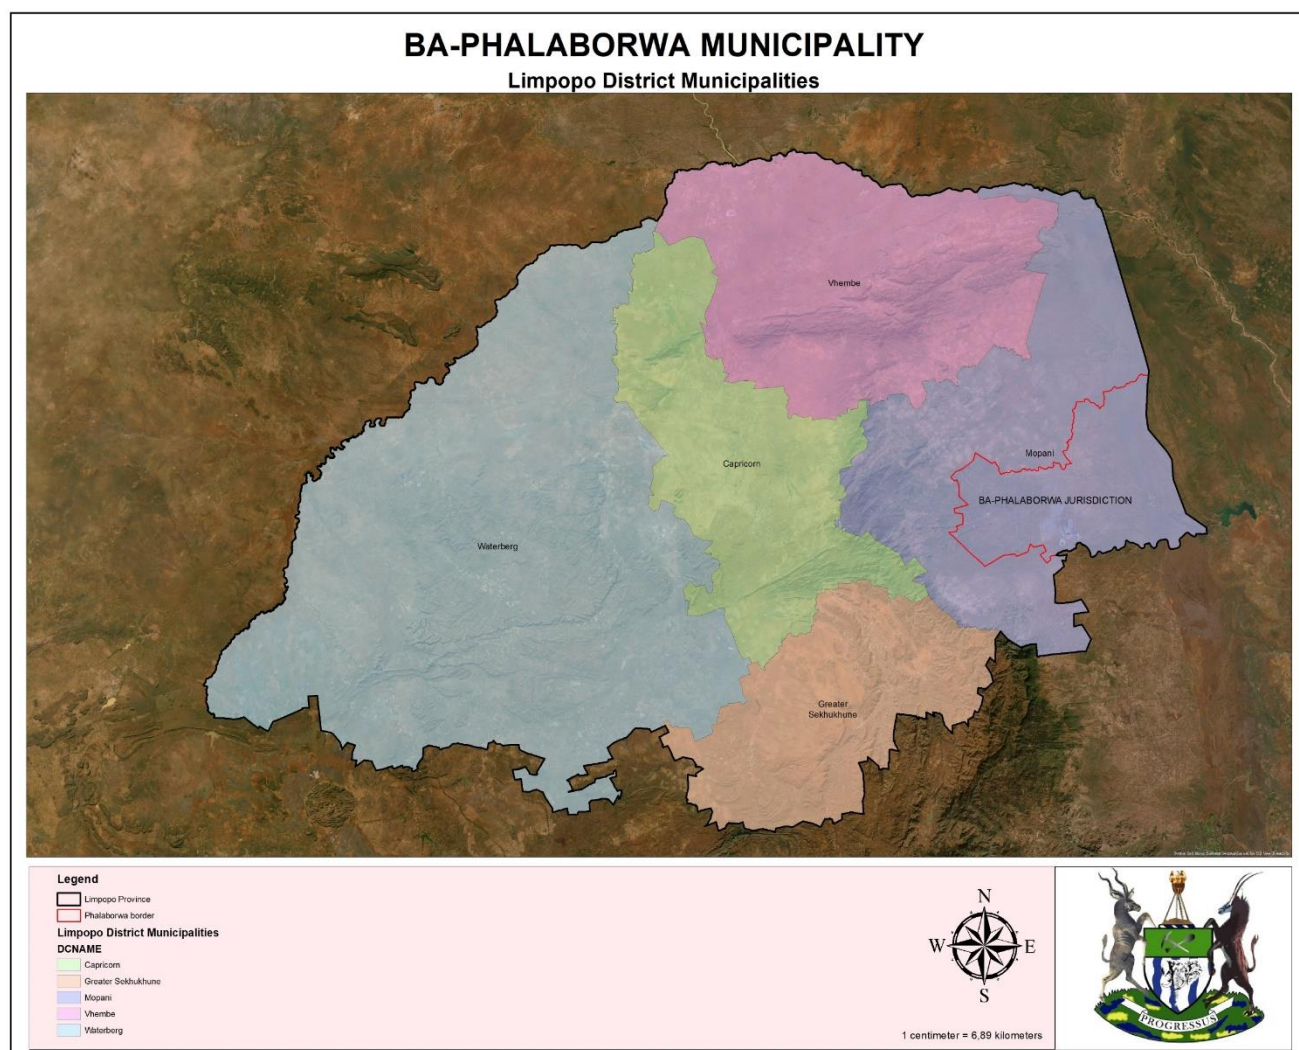 BA-PHALABORWA MUNICIPALITY
Limpopo District Municipalities
Vhembe
Mopani
Capricorn
BA-PHALABORWA JURISDICTION
Waterberg
Greater
Sekhukhune
Legend
Limpopo Province
Phalaborwa border
Limpopo District Municipalities
DCNAME
Capricorn
Greater Sekhukhune
Mopani
Vhembe
Waterberg
N
W
E
S
1 centimeter = 6,89 kilometers
PROGRESSUS